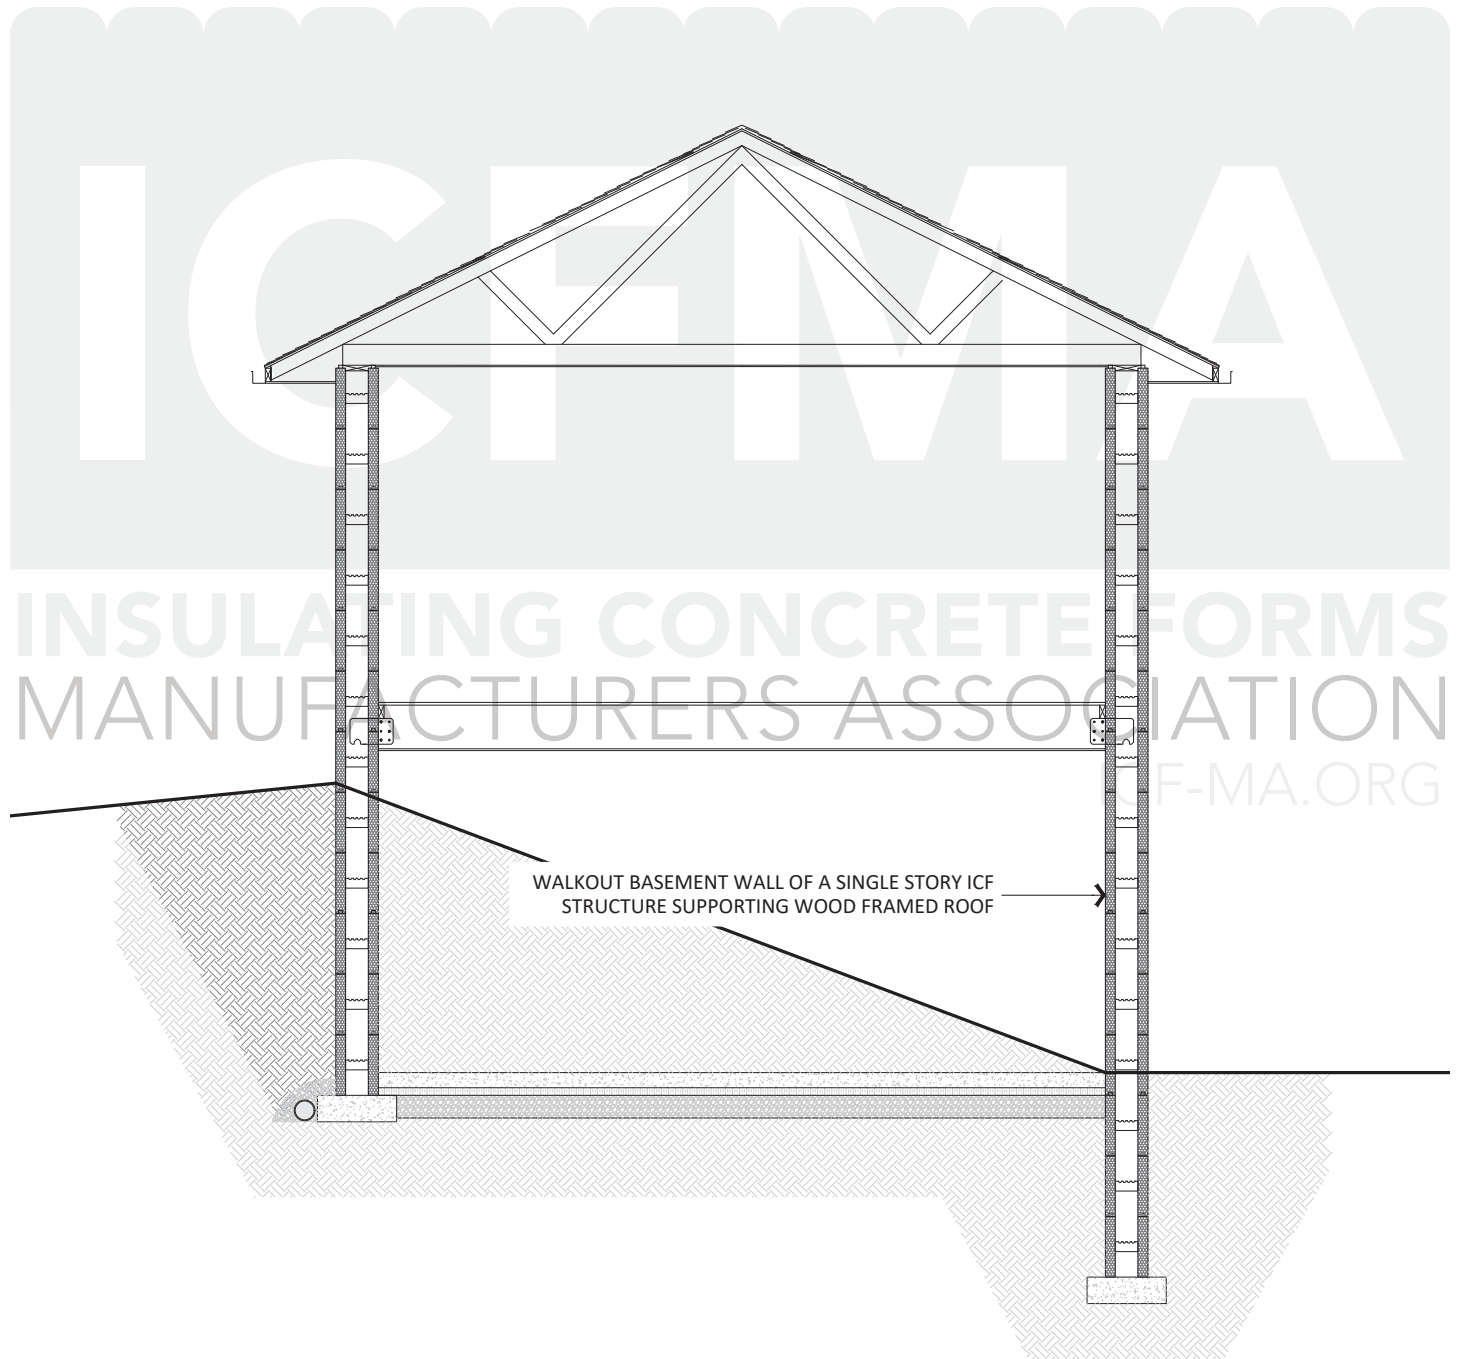 ICFMA
INSULATING CONCRETE FORMS
MANUFACTURERS ASSOCIATION
ICF-MA.ORG
WALKOUT BASEMENT WALL OF A SINGLE STORY ICF
STRUCTURE SUPPORTING WOOD FRAMED ROOF